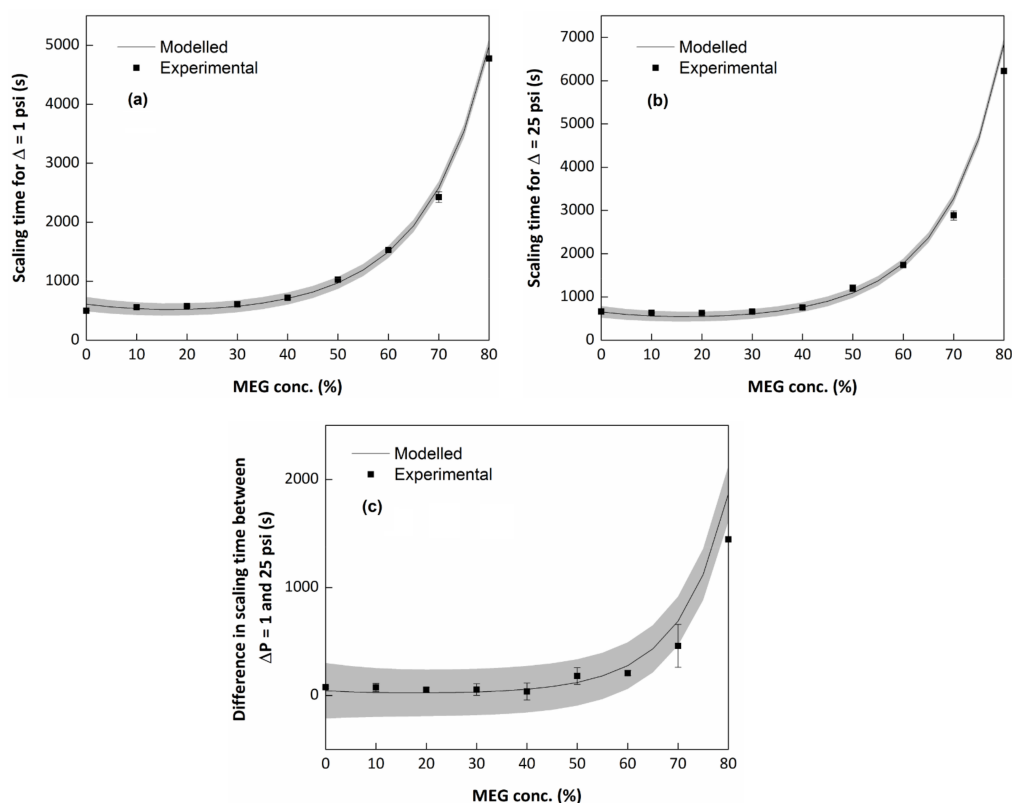 Scaling time for Δ = 1 psi (s)
5000
4000
3000
2000
1000
0
Modelled
Experimental
(a)
0 10 20 30 40 50 60 70 80
MEG conc. (%)
Scaling time for Δ = 25 psi (s)
7000
6000
5000
4000
3000
2000
1000
0
Modelled
Experimental
(b)
0 10 20 30 40 50 60 70 80
MEG conc. (%)
Difference in scaling time between
ΔP = 1 and 25 psi (s)
2000
1000
0
Modelled
Experimental
(c)
0 10 20 30 40 50 60 70 80
MEG conc. (%)